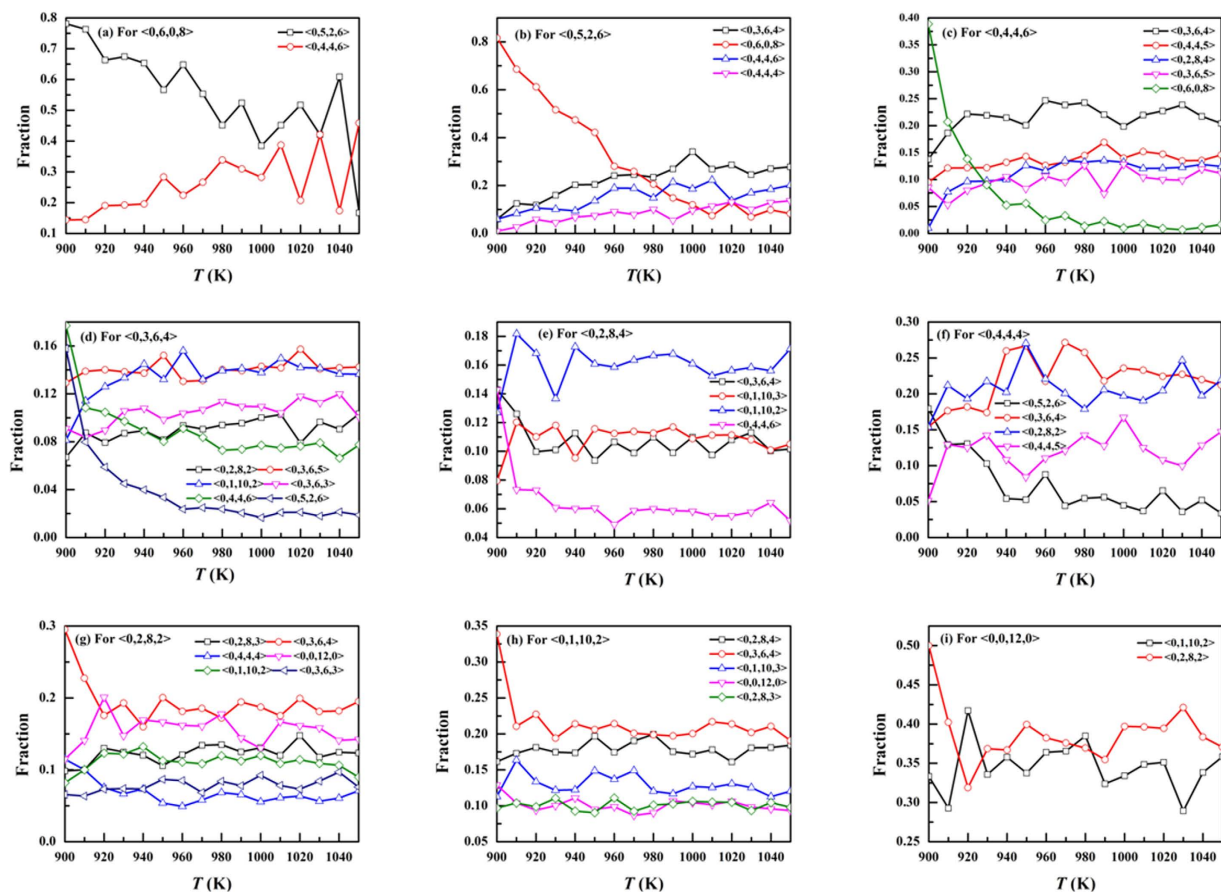 (a) For <0,6,0,8>
<0,5,2,6>
<0,4,4,6>
0.8
0.7
0.6
0.5
0.4
0.3
0.2
0.1
Fraction
900 920 940 960 980 1000 1020 1040
T (K)
(b) For <0,5,2,6>
<0,3,6,4>
<0,6,0,8>
<0,4,4,6>
<0,4,4,4>
0.8
0.6
0.4
0.2
0.0
Fraction
900 920 940 960 980 1000 1020 1040
T(K)
(c) For <0,4,4,6>
<0,3,6,4>
<0,4,4,5>
<0,2,8,4>
<0,3,6,5>
<0,6,0,8>
0.40
0.35
0.30
0.25
0.20
0.15
0.10
0.05
0.00
Fraction
900 920 940 960 980 1000 1020 1040
T (K)
(d) For <0,3,6,4>
0.16
0.12
0.08
0.04
0.00
Fraction
<0,2,8,2> <0,3,6,5>
<0,1,10,2> <0,3,6,3>
<0,4,4,6> <0,5,2,6>
900 920 940 960 980 1000 1020 1040
T (K)
(e) For <0,2,8,4>
0.18
0.16
0.14
0.12
0.10
0.08
0.06
0.04
Fraction
<0,3,6,4>
<0,1,10,3>
<0,1,10,2>
<0,4,4,6>
900 920 940 960 980 1000 1020 1040
T (K)
(f) For <0,4,4,4>
0.30
0.25
0.20
0.15
0.10
0.05
0.00
Fraction
<0,5,2,6>
<0,3,6,4>
<0,2,8,2>
<0,4,4,5>
900 920 940 960 980 1000 1020 1040
T (K)
(g) For <0,2,8,2>
<0,2,8,3> <0,3,6,4>
<0,4,4,4> <0,0,12,0>
<0,1,10,2> <0,3,6,3>
0.3
0.2
0.1
0.0
Fraction
900 920 940 960 980 1000 1020 1040
T (K)
(h) For <0,1,10,2>
<0,2,8,4>
<0,3,6,4>
<0,1,10,3>
<0,0,12,0>
<0,2,8,3>
0.35
0.30
0.25
0.20
0.15
0.10
0.05
Fraction
900 920 940 960 980 1000 1020 1040
T (K)
(i) For <0,0,12,0>
<0,1,10,2>
<0,2,8,2>
0.50
0.45
0.40
0.35
0.30
0.25
Fraction
900 920 940 960 980 1000 1020 1040
T (K)